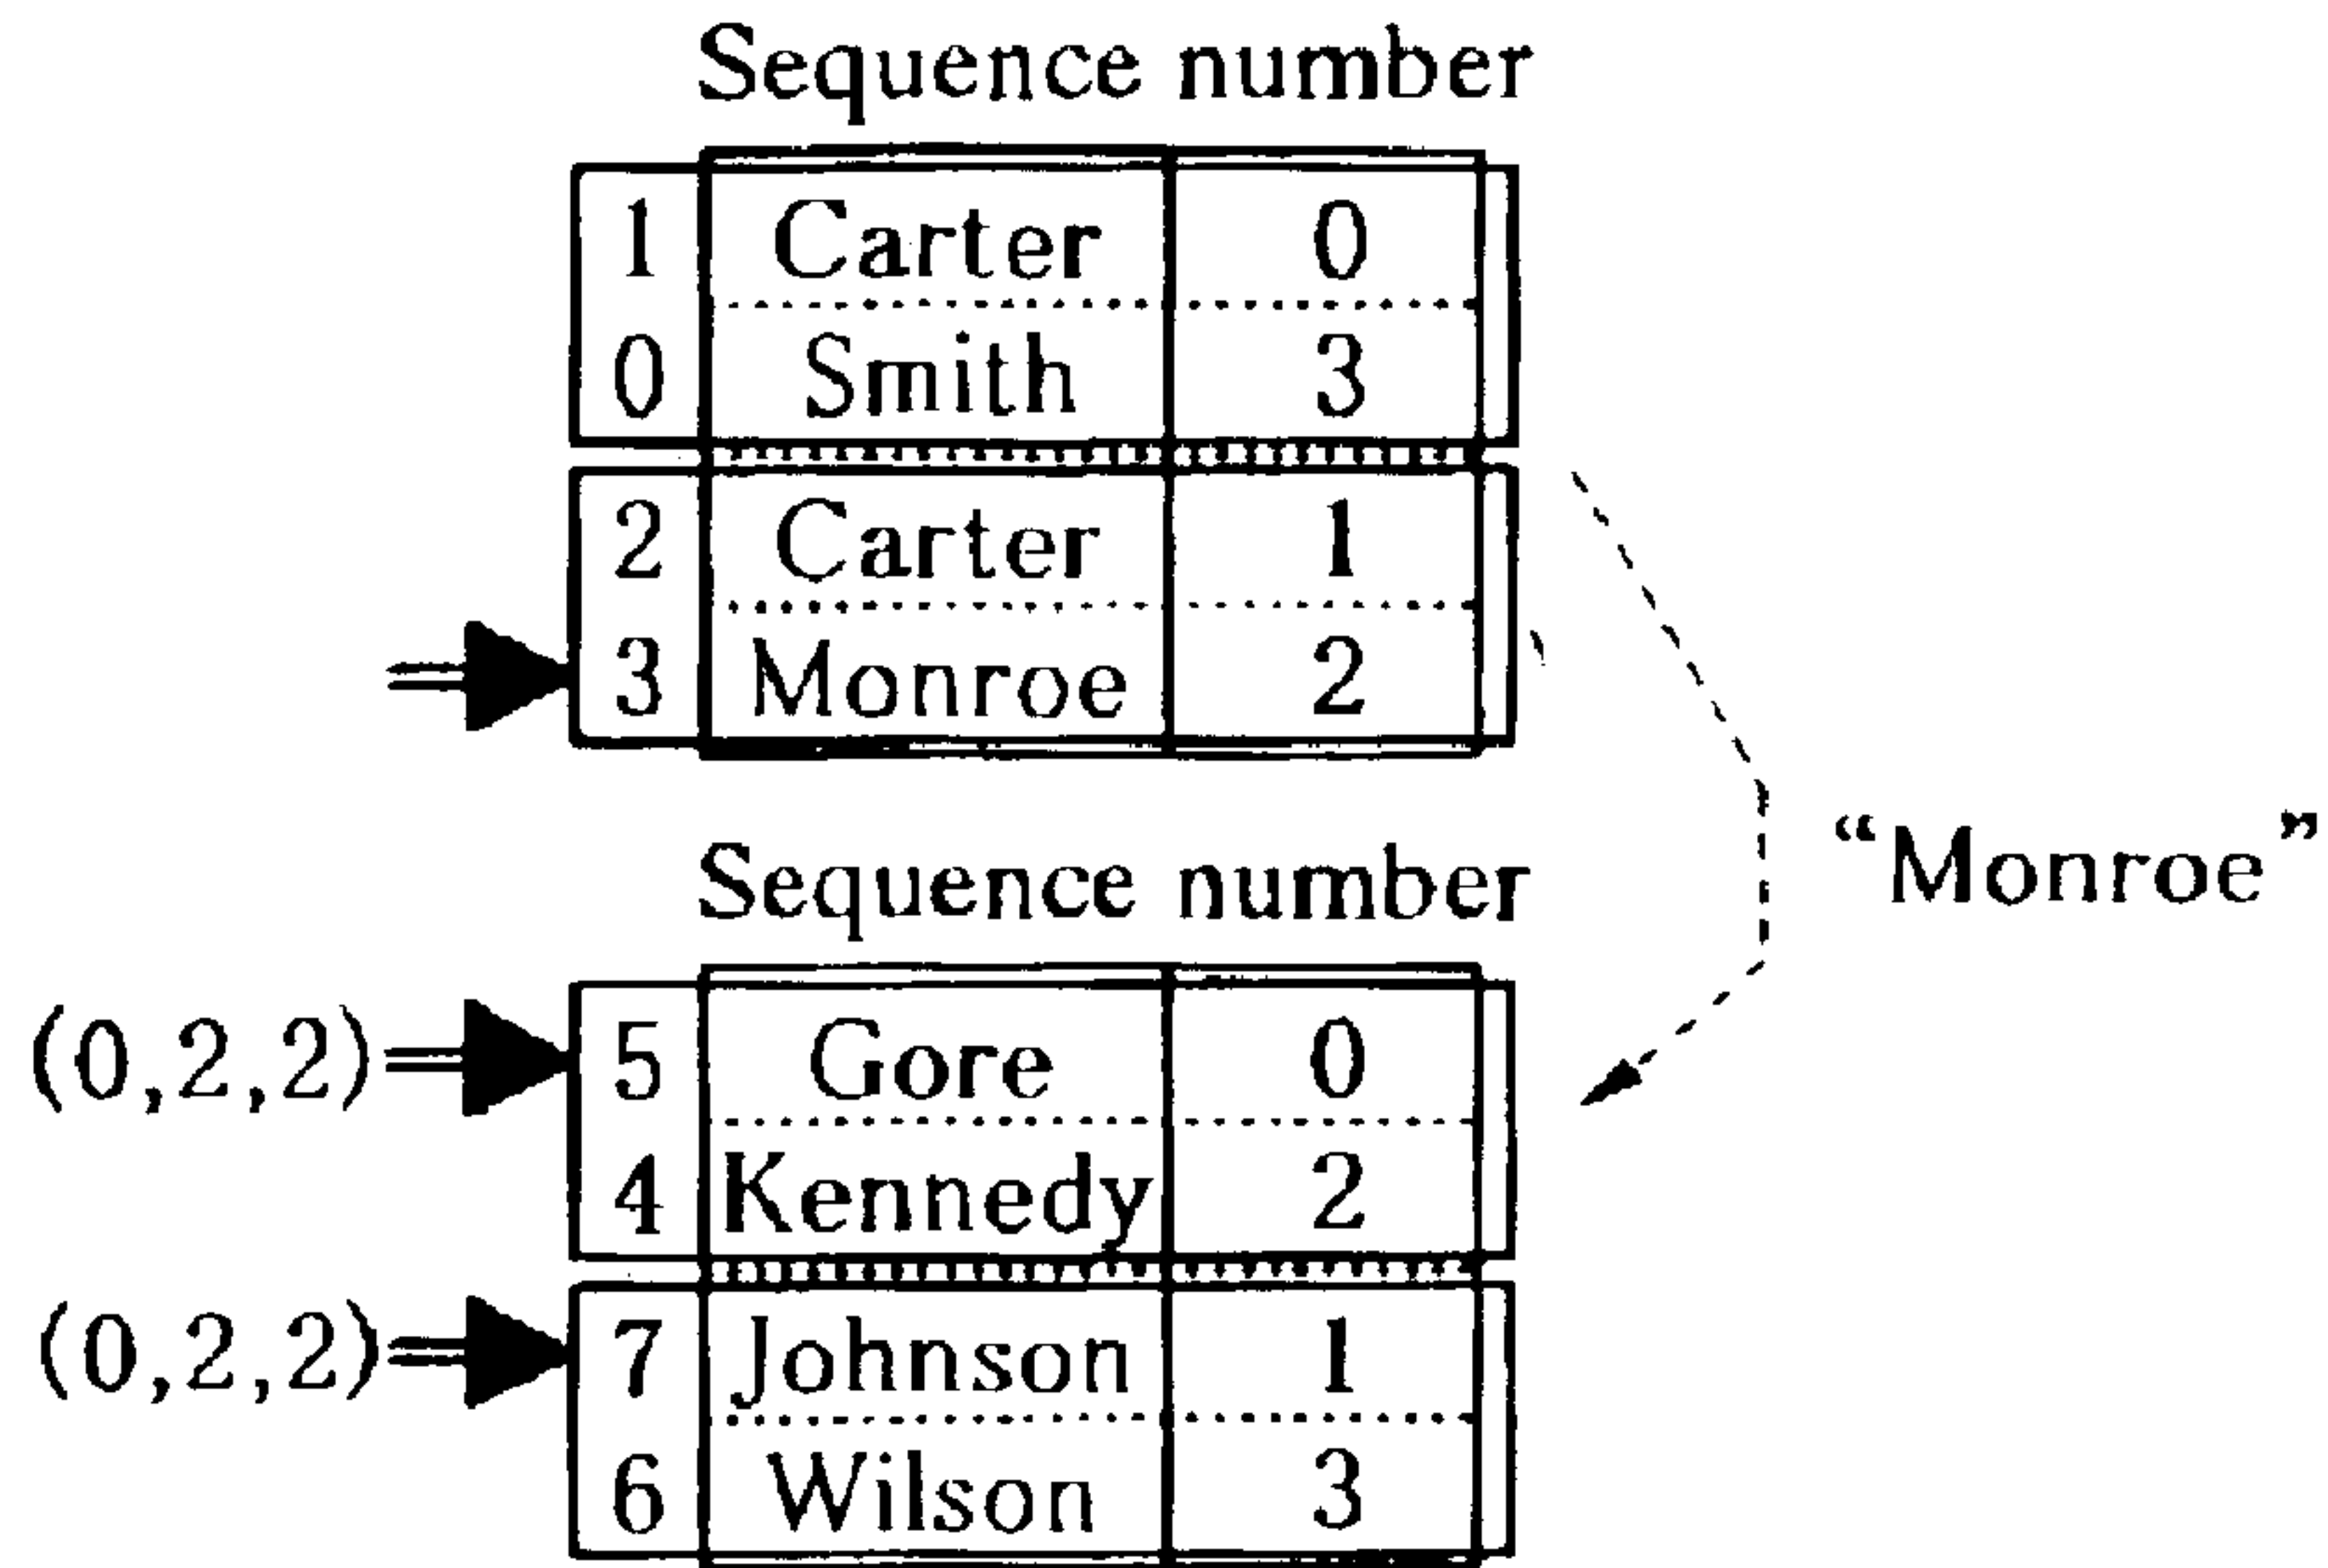 Sequence number
1 Carter 0
0 Smith 3
2 Carter 1
3 Monroe 2
“Monroe”
Sequence number
(0,2,2) 5 Gore 0
4 Kennedy 2
(0,2,2) 7 Johnson 1
6 Wilson 3